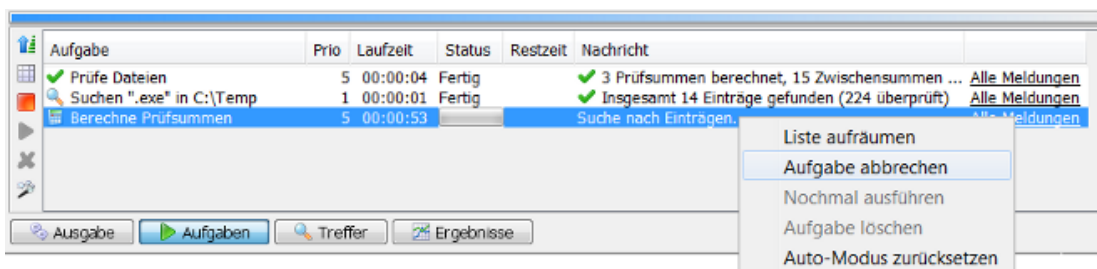 Aufgabe Prio Laufzeit Status Restzeit Nachricht
Prüfe Dateien 5 00:00:04 Fertig 3 Prüfsummen berechnet, 15 Zwischensummen ... Alle Meldungen
Suchen ".exe" in C:\Temp 1 00:00:01 Fertig Insgesamt 14 Einträge gefunden (224 überprüft) Alle Meldungen
Berechne Prüfsummen 5 00:00:53 Suche nach Einträgen. Alle Meldungen
Liste aufräumen
Aufgabe abbrechen
Nochmal ausführen
Aufgabe löschen
Auto-Modus zurücksetzen
Ausgabe Aufgaben Treffer Ergebnisse